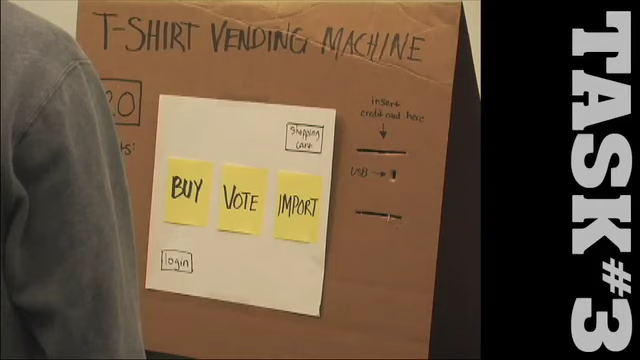 T-SHIRT VENDING MACHINE
insert
credit card here
shopping
cart
USB
BUY
VOTE
IMPORT
login
TASK #3